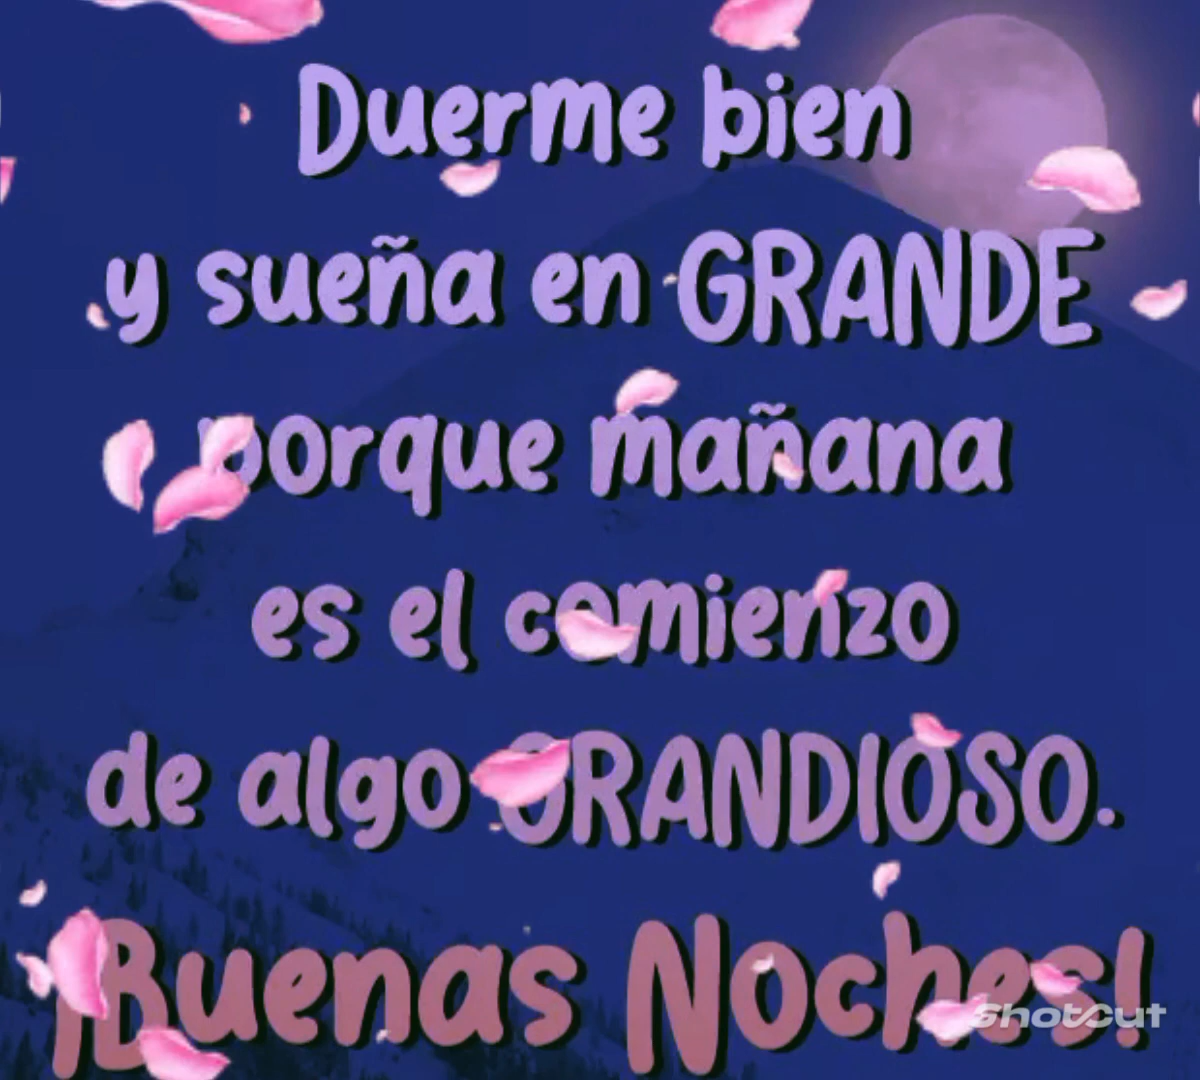 Duerme bien
y sueña en GRANDE
porque mañana
es el comienzo
de algo GRANDIOSO.
¡Buenas Noches!
ShotCut